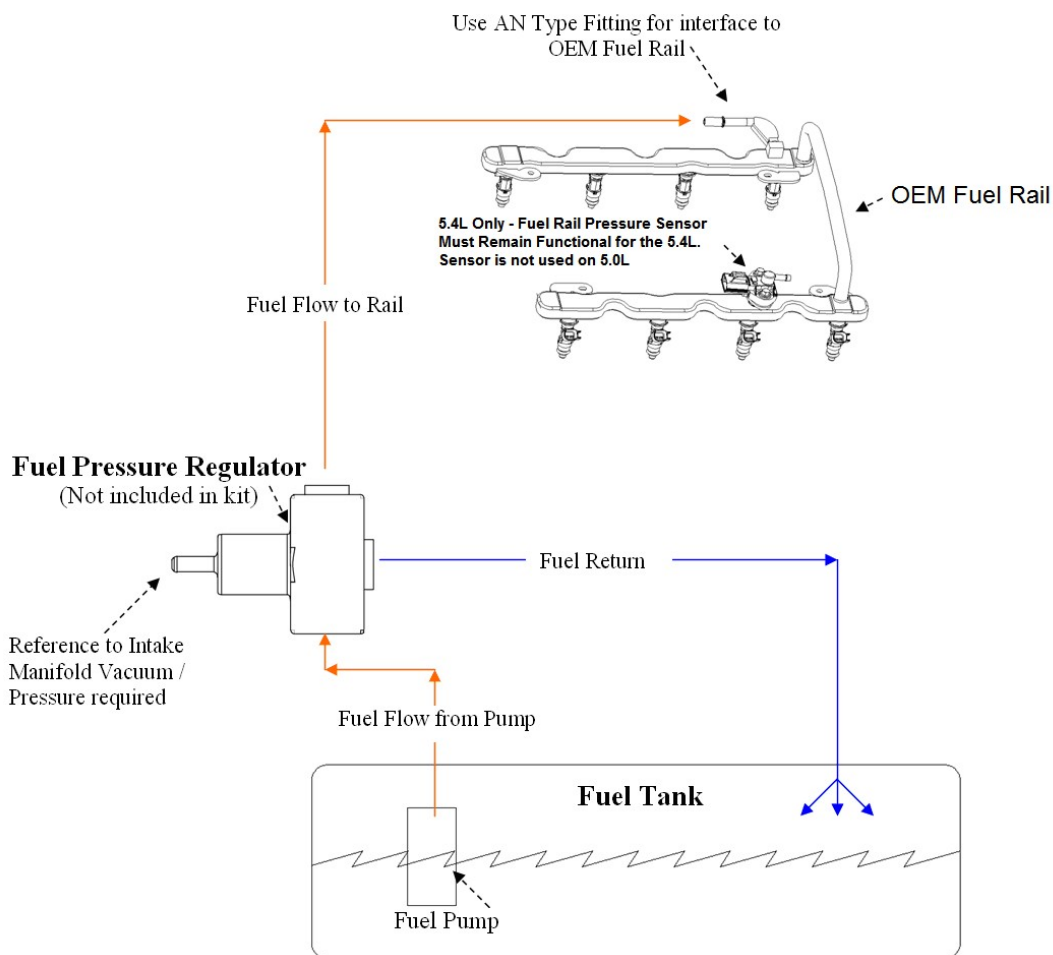 Use AN Type Fitting for interface to
OEM Fuel Rail
OEM Fuel Rail
5.4L Only - Fuel Rail Pressure Sensor
Must Remain Functional for the 5.4L.
Sensor is not used on 5.0L
Fuel Flow to Rail
Fuel Pressure Regulator
(Not included in kit)
Fuel Return
Reference to Intake
Manifold Vacuum /
Pressure required
Fuel Flow from Pump
Fuel Tank
Fuel Pump